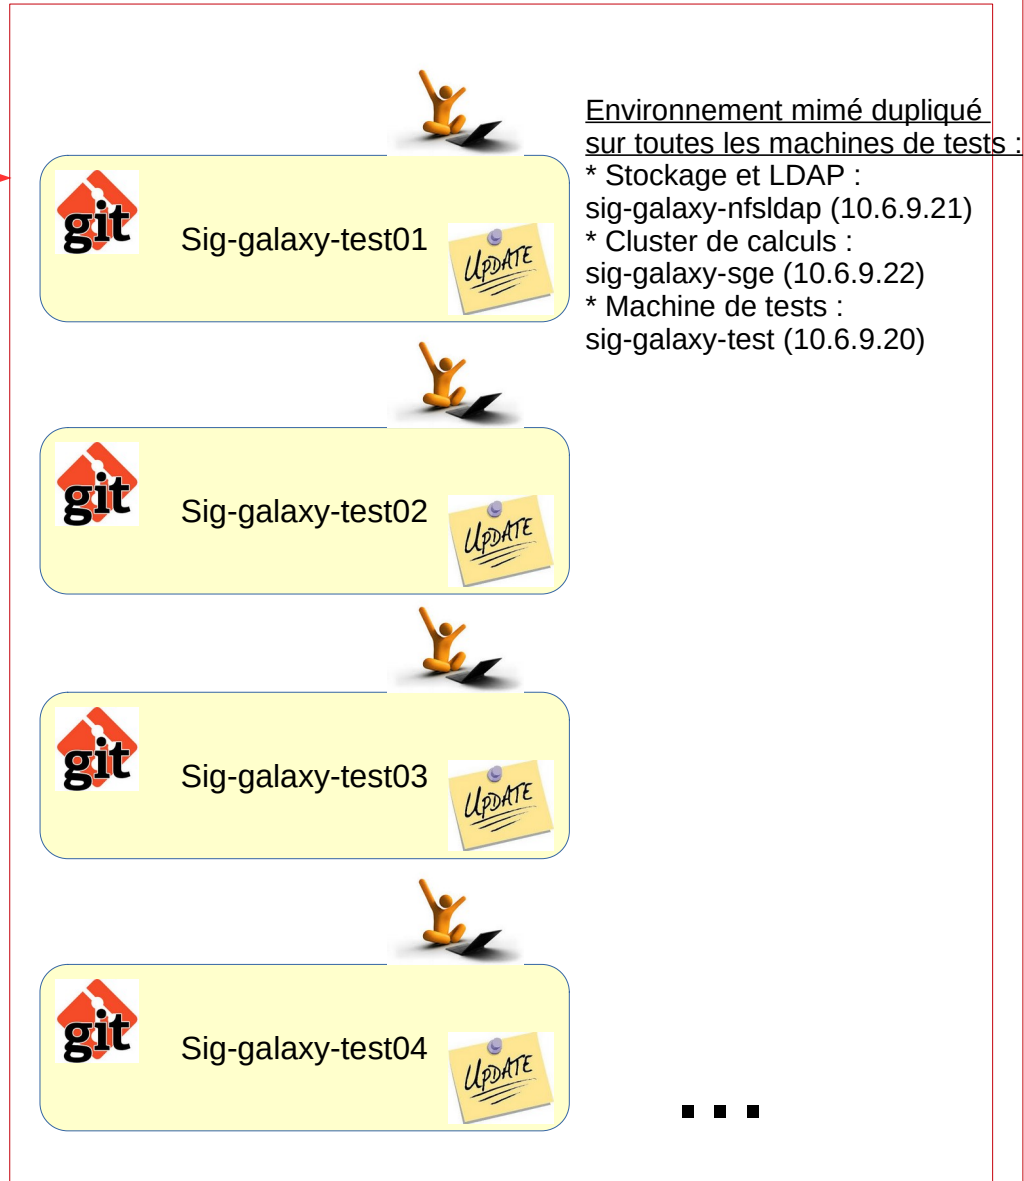 Environnement mimé dupliqué
sur toutes les machines de tests :
* Stockage et LDAP :
sig-galaxy-nfsldap (10.6.9.21)
* Cluster de calculs :
sig-galaxy-sge (10.6.9.22)
* Machine de tests :
sig-galaxy-test (10.6.9.20)
git
Sig-galaxy-test01
UPDATE
git
Sig-galaxy-test02
UPDATE
git
Sig-galaxy-test03
UPDATE
git
Sig-galaxy-test04
UPDATE
...